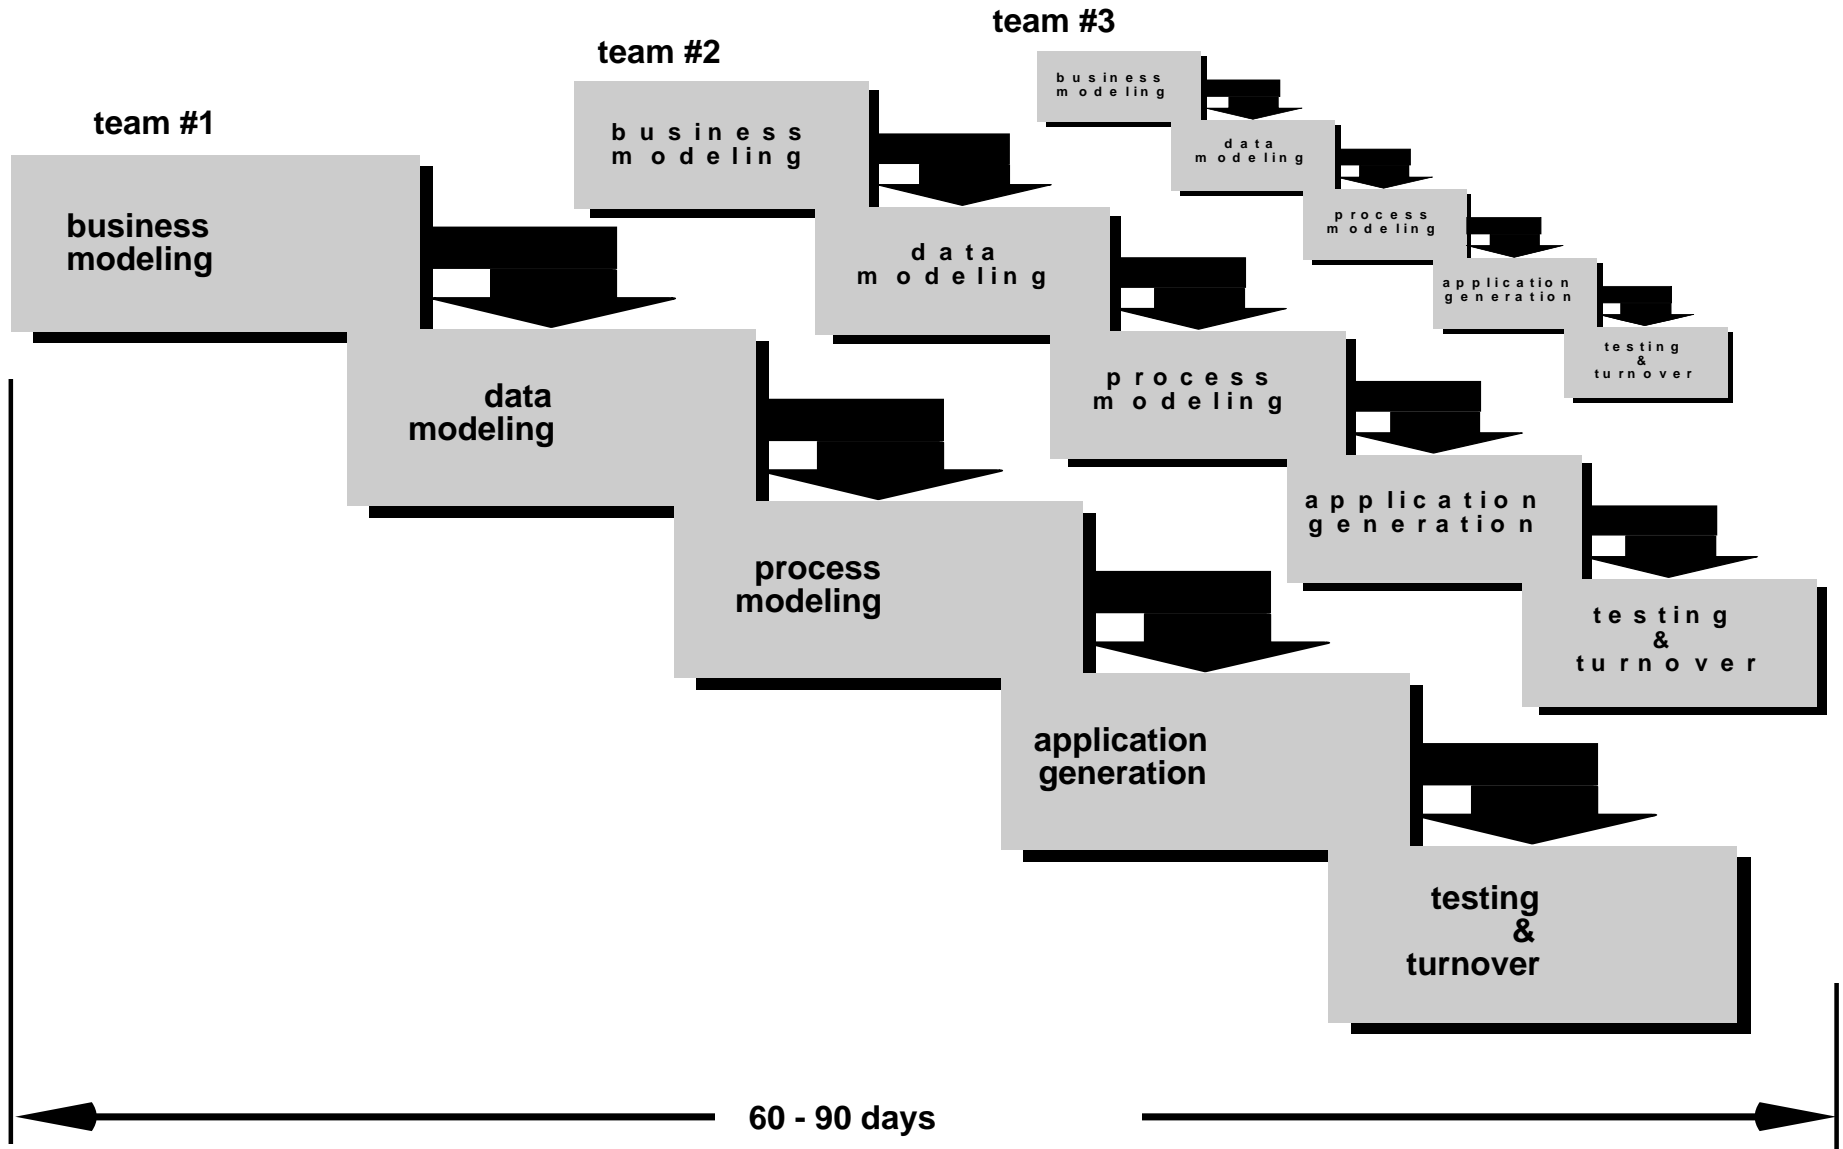 team #1
business
modeling
data
modeling
process
modeling
application
generation
testing
&
turnover
team #2
business
modeling
data
modeling
process
modeling
application
generation
testing
&
turnover
team #3
business
modeling
data
modeling
process
modeling
application
generation
testing
&
turnover
60 - 90 days